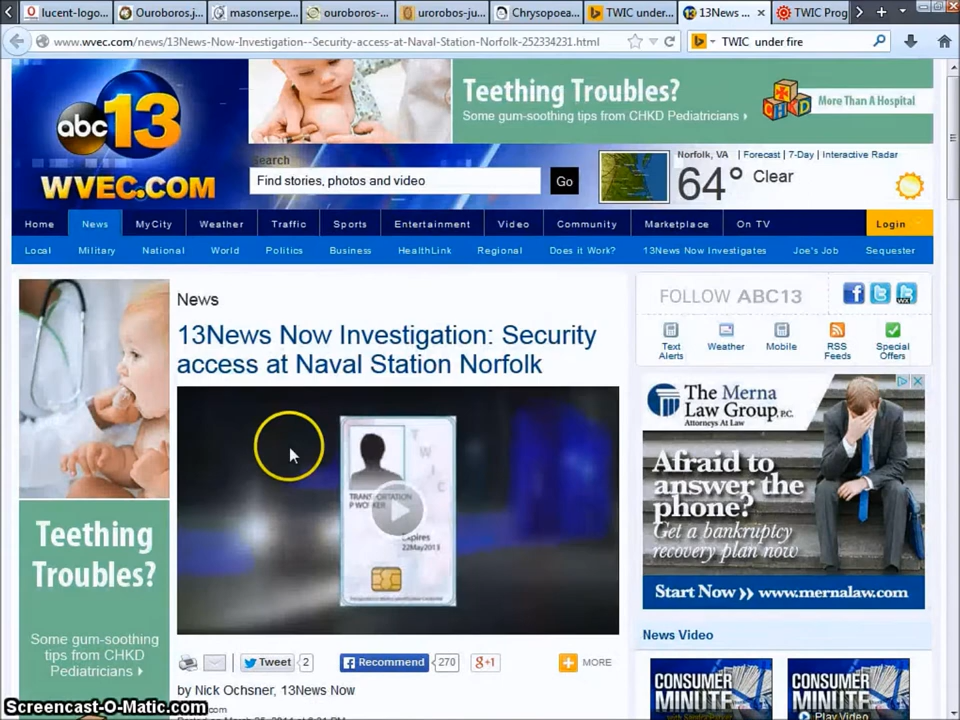 lucent-logo...
Ouroboros.j...
masonserpe...
ouroboros-...
urorobos-ju...
Chrysopoea...
TWIC under...
13News ...
TWIC Prog
www.wvec.com/news/13News-Now-Investigation--Security-access-at-Naval-Station-Norfolk-252334231.html
TWIC under fire
abc 13
WVEC.COM
Teething Troubles?
Some gum-soothing tips from CHKD Pediatricians
CHKD
More Than A Hospital
Search
Find stories, photos and video
Go
Norfolk, VA | Forecast | 7-Day | Interactive Radar
64° Clear
Home News MyCity Weather Traffic Sports Entertainment Video Community Marketplace On TV Login
Local Military National World Politics Business HealthLink Regional Does it Work? 13News Now Investigates Joe's Job Sequester
News
13News Now Investigation: Security
access at Naval Station Norfolk
TWIC
Expires
22May2013
Tweet 2
Recommend 270
+1
MORE
by Nick Ochsner, 13News Now
Teething
Troubles?
Some gum-soothing
tips from CHKD
Pediatricians
FOLLOW ABC13
Text
Alerts
Weather
Mobile
RSS
Feeds
Special
Offers
The Merna
Law Group, P.C.
Attorneys At Law
Afraid to
answer the
phone?
Get a bankruptcy
recovery plan now
Start Now >> www.mernalaw.com
News Video
CONSUMER
MINUTE
CONSUMER
MINUTE
Play Video
Screencast-O-Matic.com